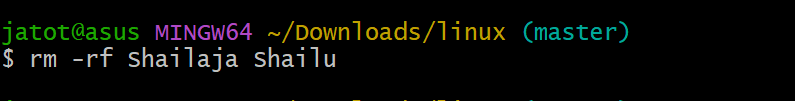 jatot@asus MINGW64 ~/Downloads/linux (master)
$ rm -rf Shailaja Shailu